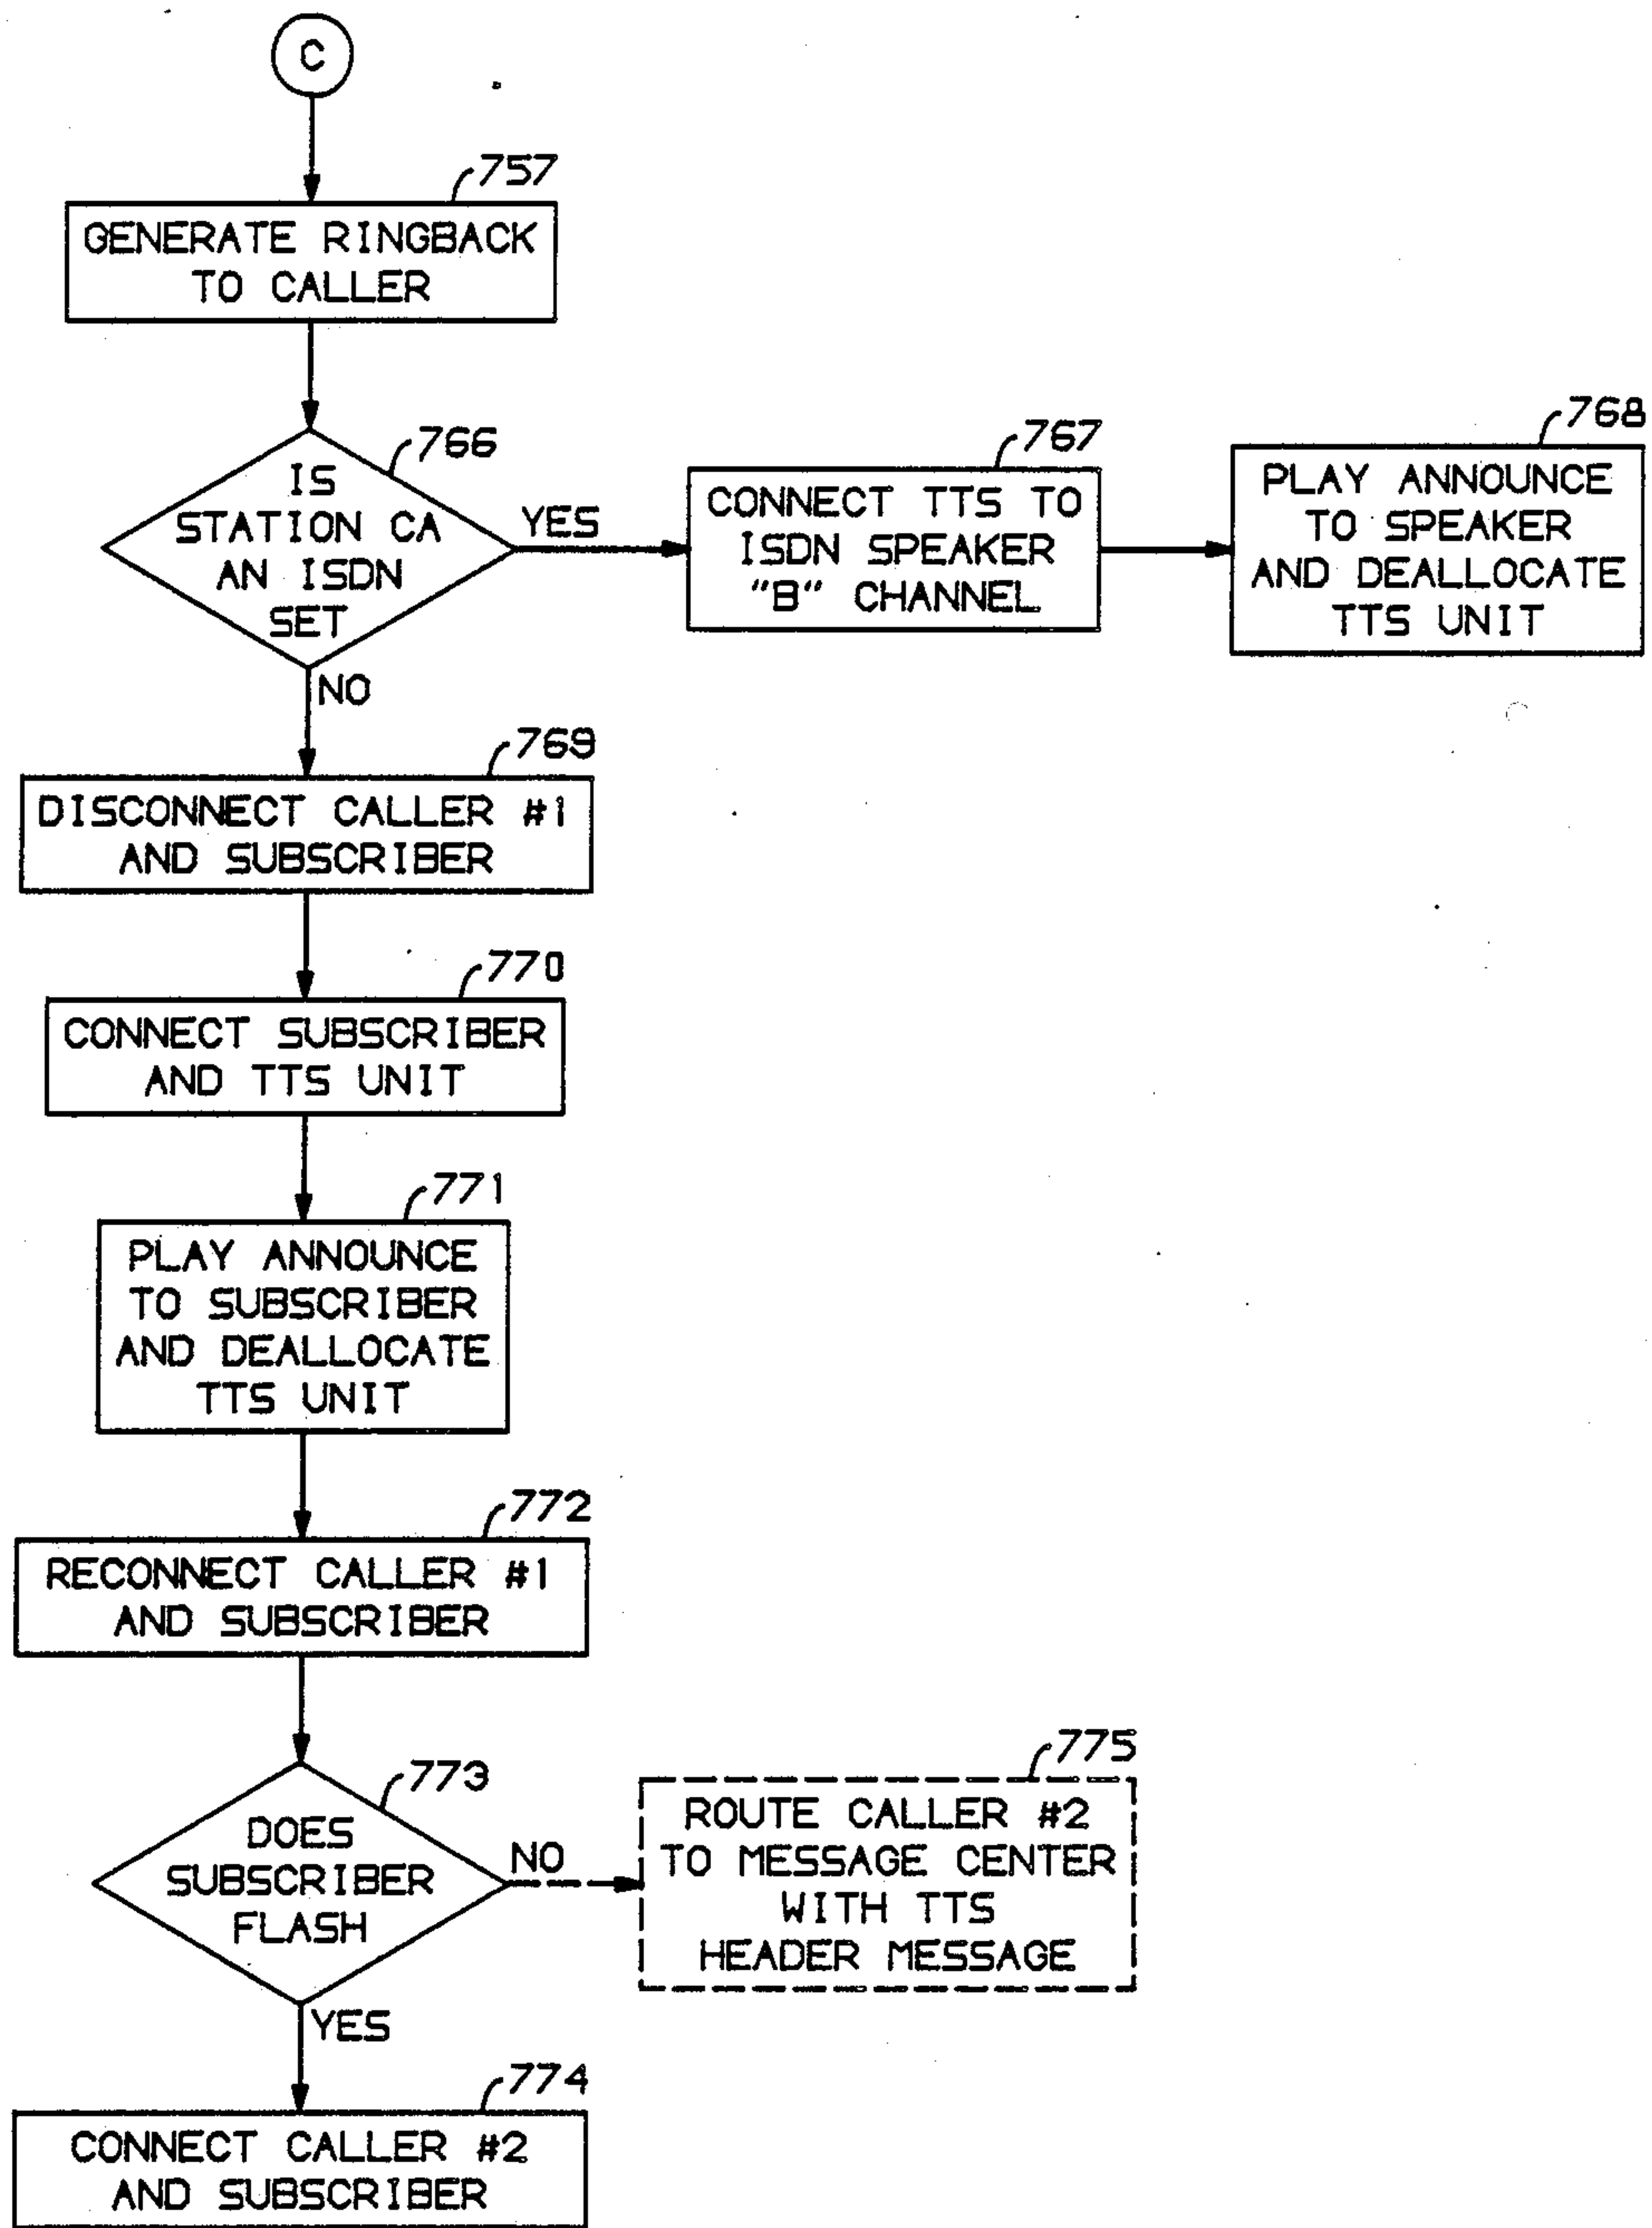 C
757
GENERATE RINGBACK
TO CALLER
766
IS
STATION CA
AN ISDN
SET
YES
NO
767
CONNECT TTS TO
ISDN SPEAKER
"B" CHANNEL
768
PLAY ANNOUNCE
TO SPEAKER
AND DEALLOCATE
TTS UNIT
769
DISCONNECT CALLER #1
AND SUBSCRIBER
770
CONNECT SUBSCRIBER
AND TTS UNIT
771
PLAY ANNOUNCE
TO SUBSCRIBER
AND DEALLOCATE
TTS UNIT
772
RECONNECT CALLER #1
AND SUBSCRIBER
773
DOES
SUBSCRIBER
FLASH
NO
YES
775
ROUTE CALLER #2
TO MESSAGE CENTER
WITH TTS
HEADER MESSAGE
774
CONNECT CALLER #2
AND SUBSCRIBER